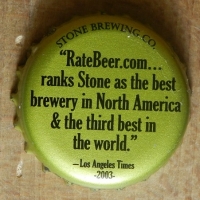 STONE BREWING CO.
“RateBeer.com...
ranks Stone as the best
brewery in North America
& the third best in
the world.”
—Los Angeles Times
-2003-